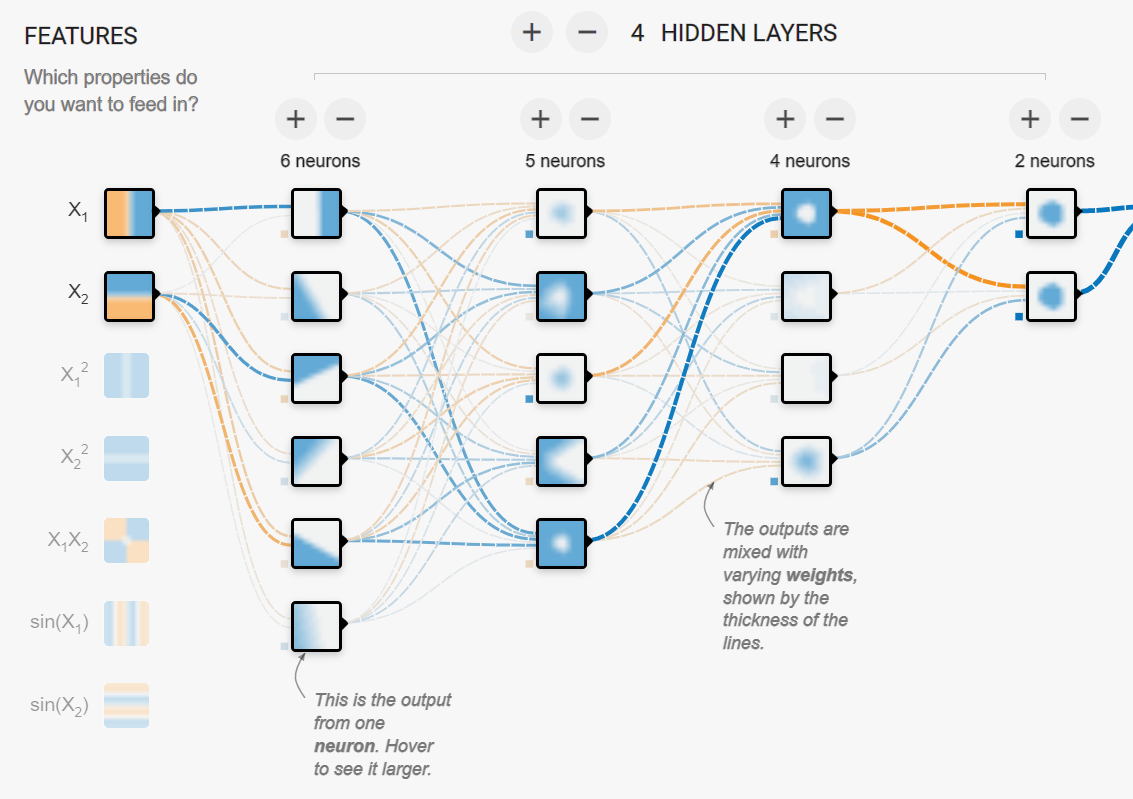 FEATURES
Which properties do
you want to feed in?
+ − 4 HIDDEN LAYERS
+ − + − + − + −
6 neurons 5 neurons 4 neurons 2 neurons
X₁
X₂
X₁²
X₂²
X₁X₂
sin(X₁)
sin(X₂)
The outputs are
mixed with
varying weights,
shown by the
thickness of the
lines.
This is the output
from one
neuron. Hover
to see it larger.